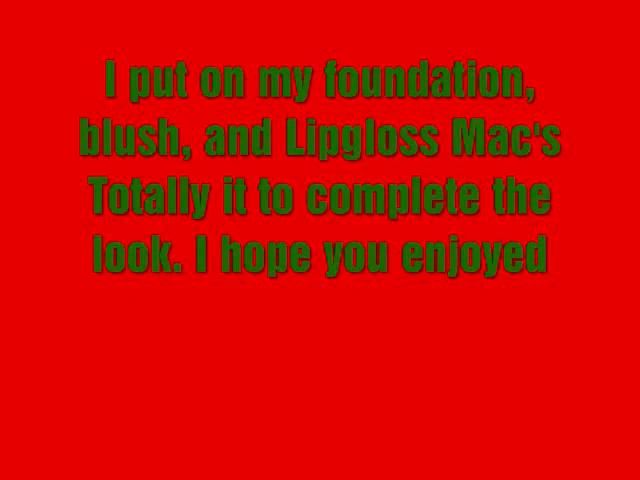 I put on my foundation,
blush, and Lipgloss Mac's
Totally it to complete the
look. I hope you enjoyed